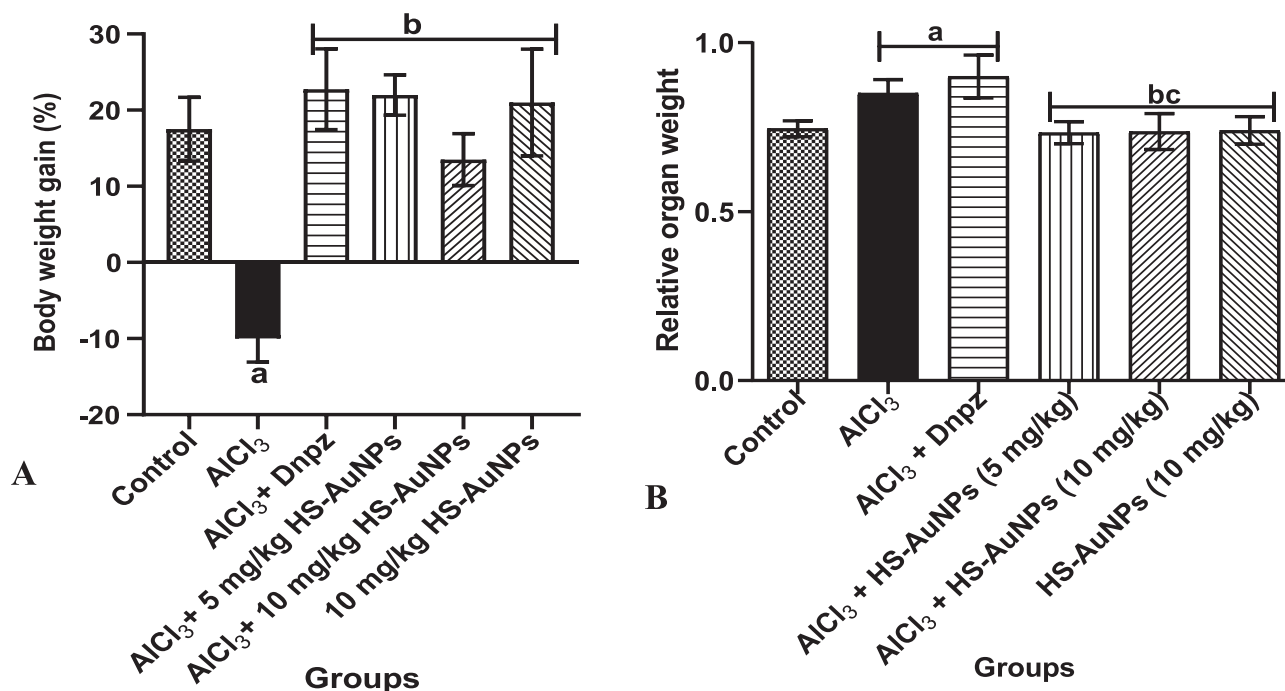 b
30
20
10
0
-10
-20
Body weight gain (%)
a
Control
AlCl₃
AlCl₃+ Dnpz
AlCl₃+ 5 mg/kg HS-AuNPs
AlCl₃+ 10 mg/kg HS-AuNPs
10 mg/kg HS-AuNPs
Groups
A
a
bc
1.0
0.5
0.0
Relative organ weight
Control
AlCl₃
AlCl₃ + Dnpz
AlCl₃ + HS-AuNPs (5 mg/kg)
AlCl₃ + HS-AuNPs (10 mg/kg)
HS-AuNPs (10 mg/kg)
Groups
B